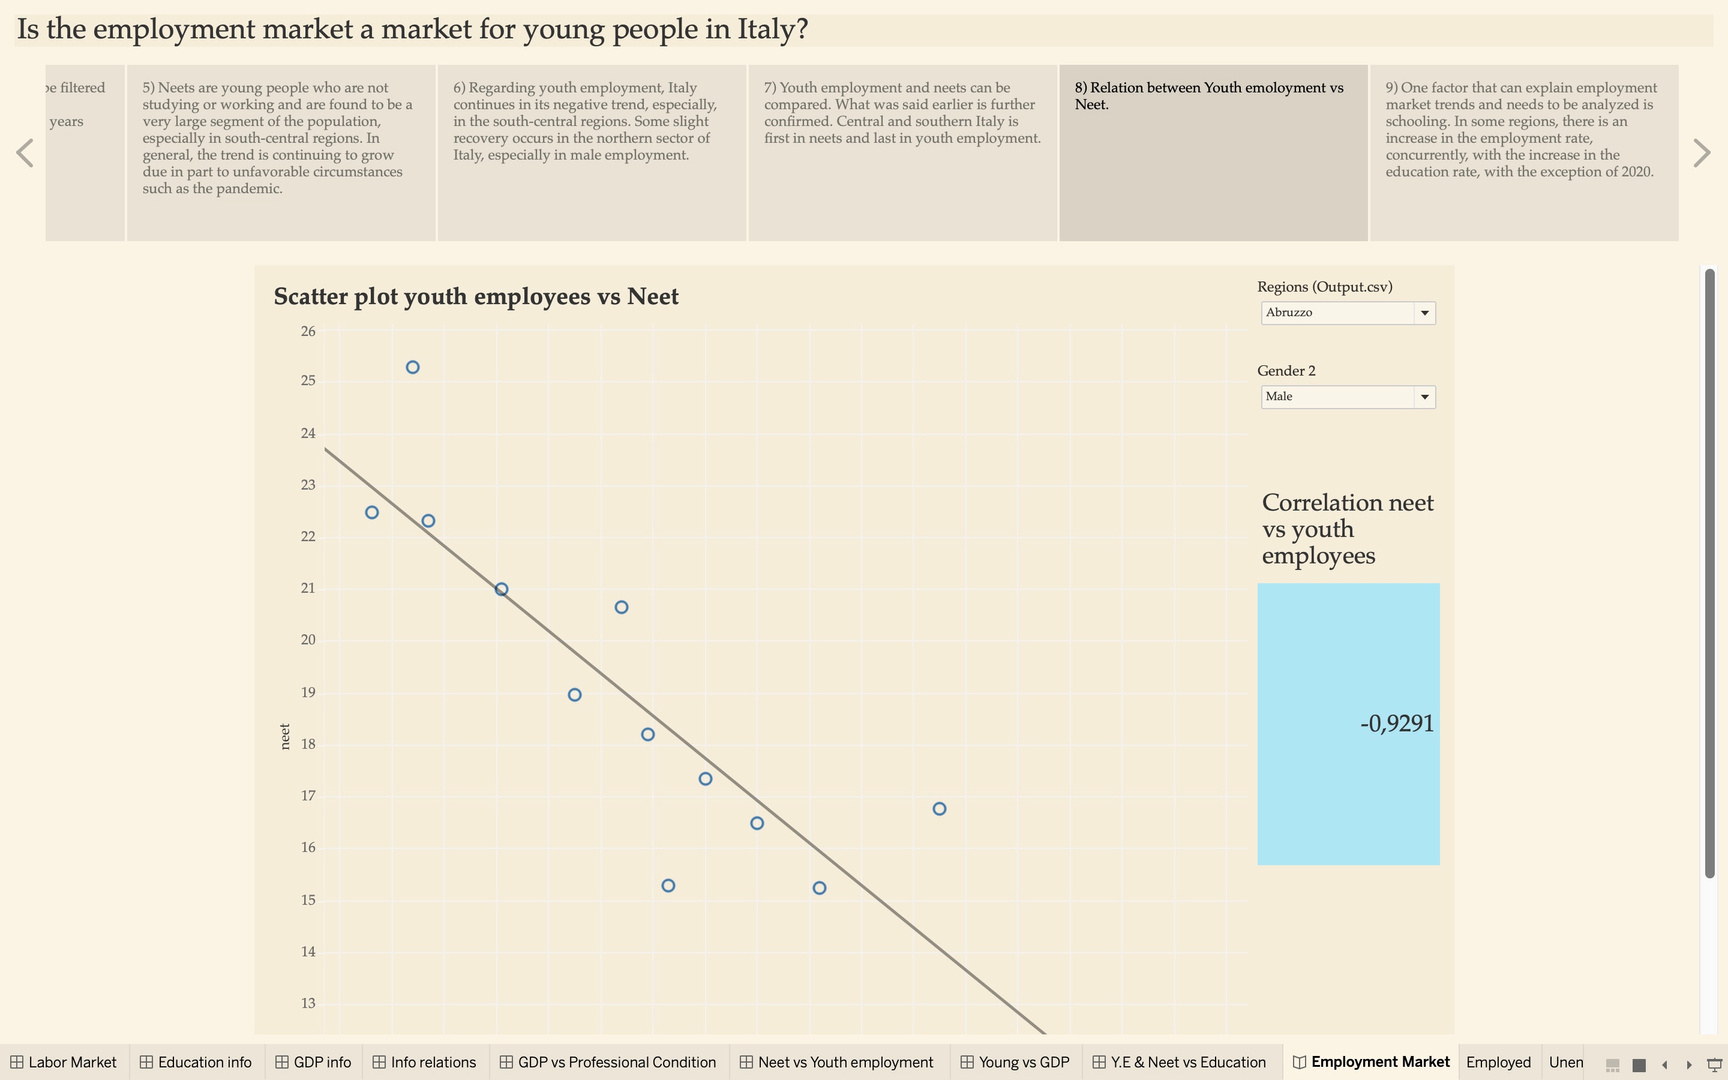 Is the employment market a market for young people in Italy?
be filtered
years
5) Neets are young people who are not
studying or working and are found to be a
very large segment of the population,
especially in south-central regions. In
general, the trend is continuing to grow
due in part to unfavorable circumstances
such as the pandemic.
6) Regarding youth employment, Italy
continues in its negative trend, especially,
in the south-central regions. Some slight
recovery occurs in the northern sector of
Italy, especially in male employment.
7) Youth employment and neets can be
compared. What was said earlier is further
confirmed. Central and southern Italy is
first in neets and last in youth employment.
8) Relation between Youth emoloyment vs
Neet.
9) One factor that can explain employment
market trends and needs to be analyzed is
schooling. In some regions, there is an
increase in the employment rate,
concurrently, with the increase in the
education rate, with the exception of 2020.
Scatter plot youth employees vs Neet
26
25
24
23
22
21
20
19
18
17
16
15
14
13
neet
Regions (Output.csv)
Abruzzo
Gender 2
Male
Correlation neet
vs youth
employees
-0,9291
Labor Market
Education info
GDP info
Info relations
GDP vs Professional Condition
Neet vs Youth employment
Young vs GDP
Y.E & Neet vs Education
Employment Market
Employed
Unen